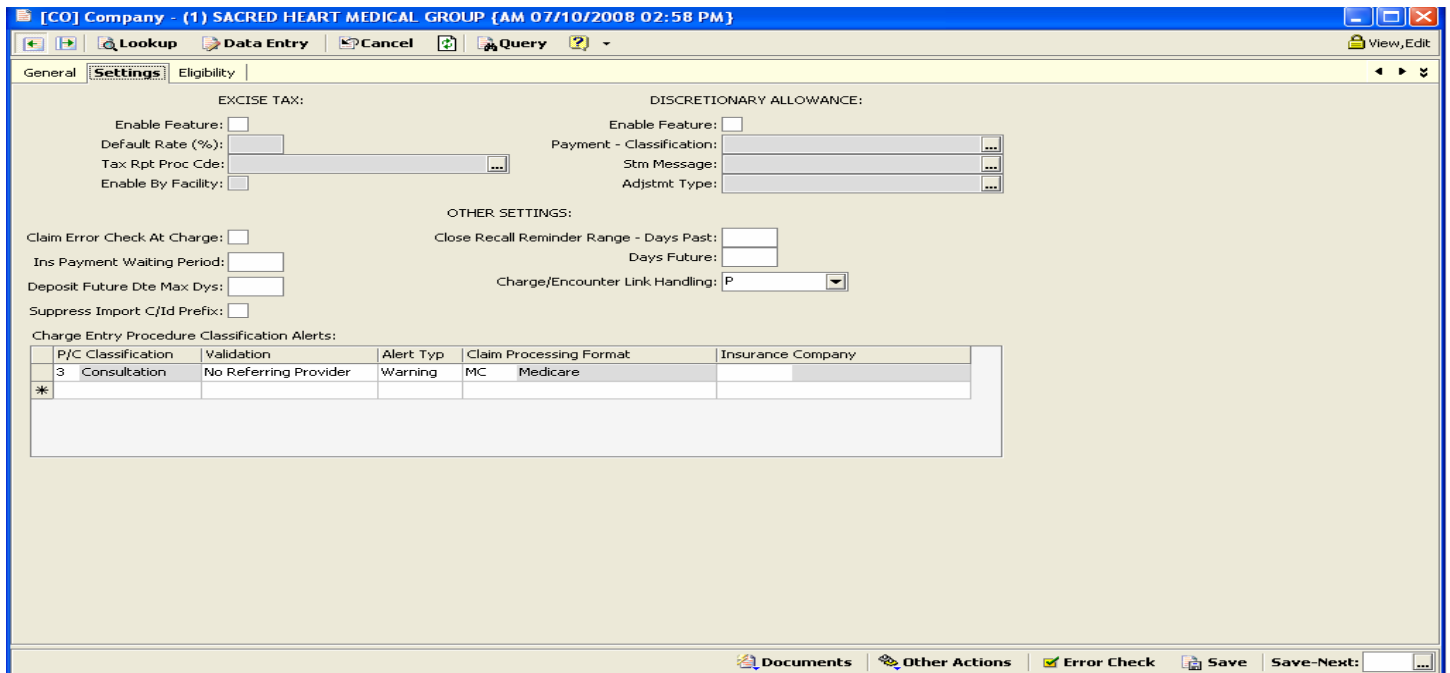 [CO] Company - (1) SACRED HEART MEDICAL GROUP {AM 07/10/2008 02:58 PM}
Lookup Data Entry Cancel Query View,Edit
General Settings Eligibility
EXCISE TAX: DISCRETIONARY ALLOWANCE:
Enable Feature: Enable Feature:
Default Rate (%): Payment - Classification: ...
Tax Rpt Proc Cde: ... Stm Message: ...
Enable By Facility: Adjstmt Type: ...
OTHER SETTINGS:
Claim Error Check At Charge: Close Recall Reminder Range - Days Past:
Ins Payment Waiting Period: Days Future:
Deposit Future Dte Max Dys: Charge/Encounter Link Handling: P
Suppress Import C/Id Prefix:
Charge Entry Procedure Classification Alerts:
P/C Classification Validation Alert Typ Claim Processing Format Insurance Company
3 Consultation No Referring Provider Warning MC Medicare
Documents Other Actions Error Check Save Save-Next: ...